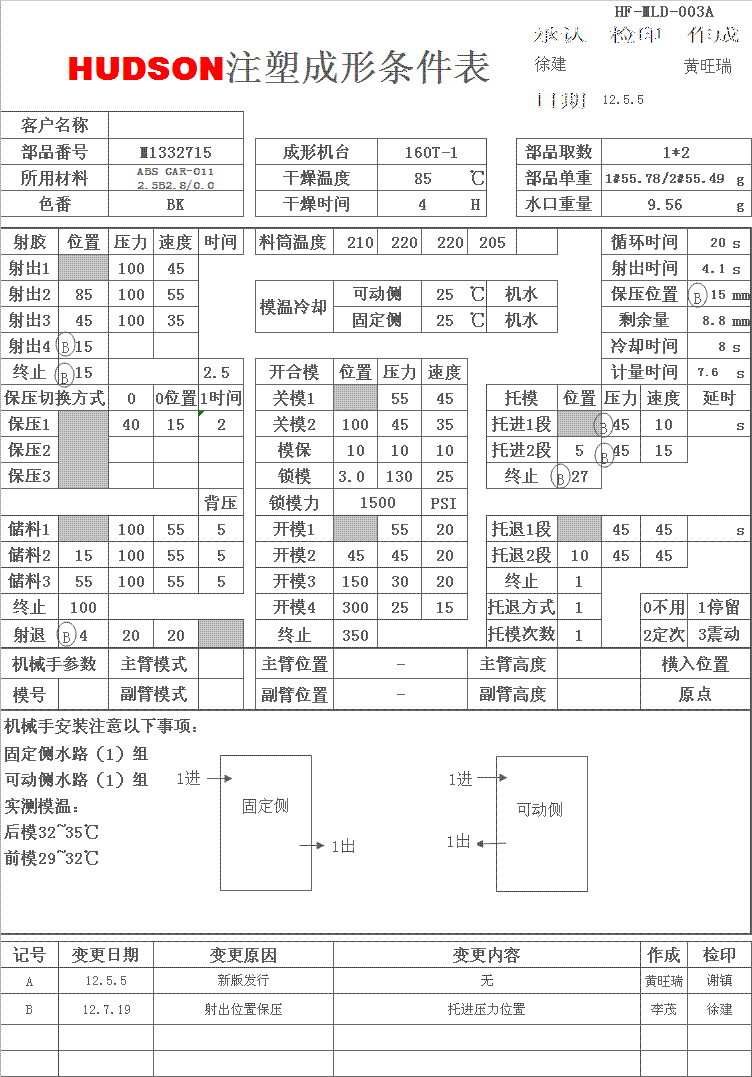 HF-MLD-003A
承认 检印 作成
HUDSON注塑成形条件表
徐建 黄旺瑞
日期 12.5.5
客户名称
部品番号 M1332715 成形机台 160T-1 部品取数 1*2
所用材料 ABS GAR-011 2.5B2.8/0.0 干燥温度 85 ℃ 部品单重 1#55.78/2#55.49 g
色番 BK 干燥时间 4 H 水口重量 9.56 g
射胶 位置 压力 速度 时间 料筒温度 210 220 220 205 循环时间 20 s
射出1 100 45 射出时间 4.1 s
射出2 85 100 55 模温冷却 可动侧 25 ℃ 机水 保压位置 B 15 mm
射出3 45 100 35 固定侧 25 ℃ 机水 剩余量 8.8 mm
射出4 B 15 冷却时间 8 s
终止 B 15 2.5 开合模 位置 压力 速度 计量时间 7.6 s
保压切换方式 0 0位置 1时间 关模1 55 45 托模 位置 压力 速度 延时
保压1 40 15 2 关模2 100 45 35 托进1段 B 45 10 s
保压2 模保 10 10 10 托进2段 5 B 45 15
保压3 锁模 3.0 130 25 终止 B 27
背压 锁模力 1500 PSI
储料1 100 55 5 开模1 55 20 托退1段 45 45 s
储料2 15 100 55 5 开模2 45 45 20 托退2段 10 45 45
储料3 55 100 55 5 开模3 150 30 20 终止 1
终止 100 开模4 300 25 15 托退方式 1 0不用 1停留
射退 B 4 20 20 终止 350 托模次数 1 2定次 3震动
机械手参数 主臂模式 主臂位置 - 主臂高度 横入位置
模号 副臂模式 副臂位置 - 副臂高度 原点
机械手安装注意以下事项：
固定侧水路（1）组
可动侧水路（1）组 1进 固定侧 1出 1进 可动侧 1出
实测模温：
后模32~35℃
前模29~32℃
记号 变更日期 变更原因 变更内容 作成 检印
A 12.5.5 新版发行 无 黄旺瑞 谢镇
B 12.7.19 射出位置保压 托进压力位置 李茂 徐建